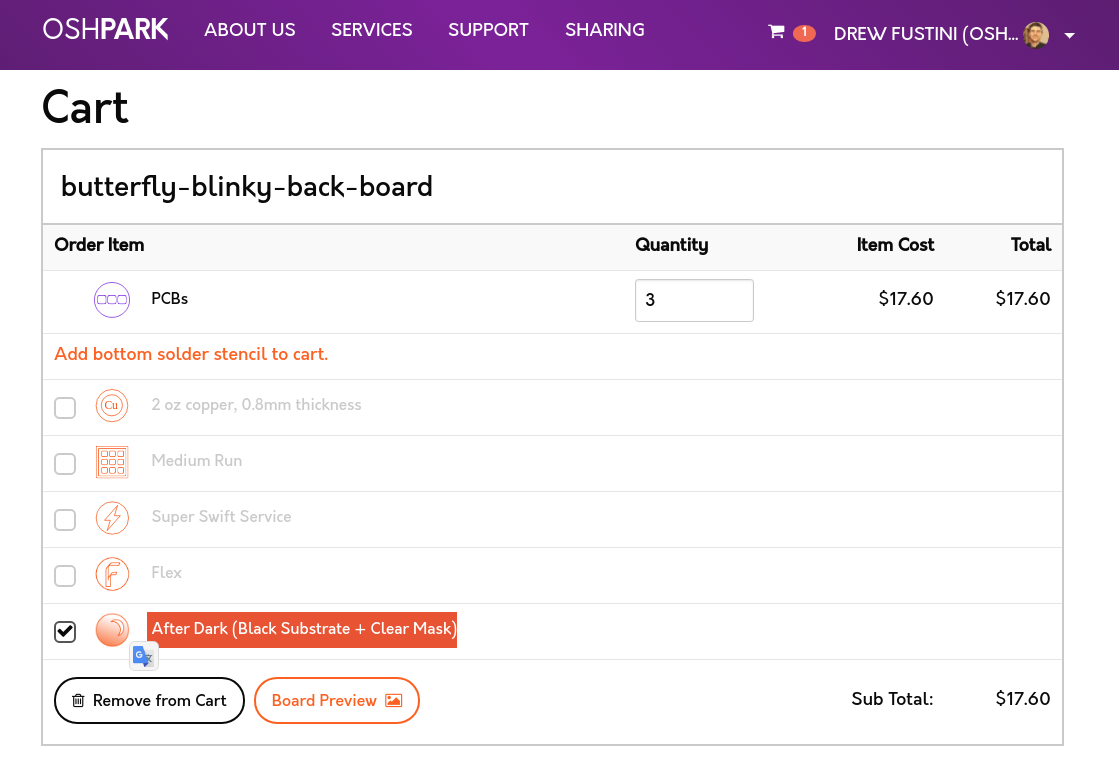 OSHPARK ABOUT US SERVICES SUPPORT SHARING 1 DREW FUSTINI (OSH...
Cart
butterfly-blinky-back-board
Order Item Quantity Item Cost Total
PCBs 3 $17.60 $17.60
Add bottom solder stencil to cart.
Cu 2 oz copper, 0.8mm thickness
Medium Run
Super Swift Service
F Flex
After Dark (Black Substrate + Clear Mask)
G 文
Remove from Cart Board Preview Sub Total: $17.60